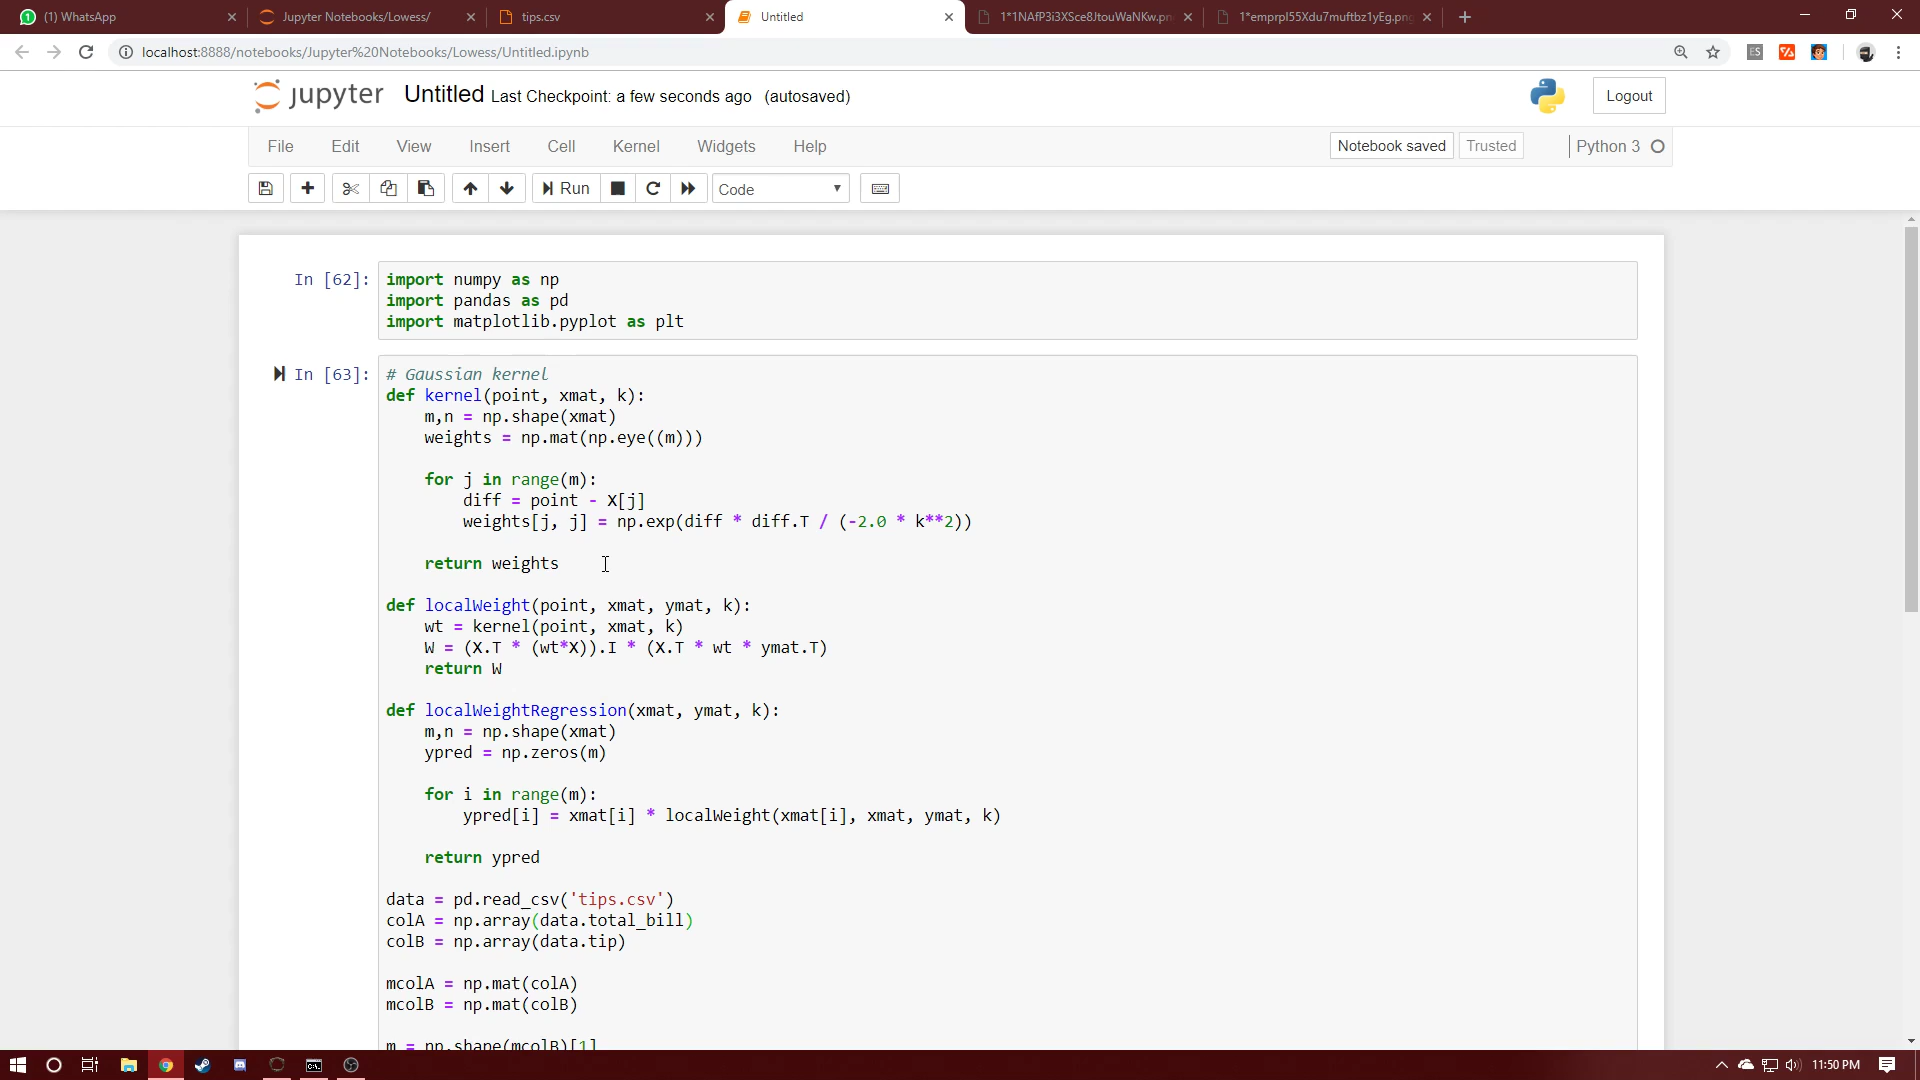 (1) WhatsApp
Jupyter Notebooks/Lowess/
tips.csv
Untitled
1*1NAfP3i3XSce8JtouWaNKw.pn
1*emprpl55Xdu7muftbz1yEg.png
localhost:8888/notebooks/Jupyter%20Notebooks/Lowess/Untitled.ipynb
jupyter Untitled Last Checkpoint: a few seconds ago (autosaved)
Logout
File Edit View Insert Cell Kernel Widgets Help
Notebook saved Trusted Python 3
Run Code
In [62]: import numpy as np
import pandas as pd
import matplotlib.pyplot as plt
In [63]: # Gaussian kernel
def kernel(point, xmat, k):
    m,n = np.shape(xmat)
    weights = np.mat(np.eye((m)))
    for j in range(m):
        diff = point - X[j]
        weights[j, j] = np.exp(diff * diff.T / (-2.0 * k**2))
    return weights
def localWeight(point, xmat, ymat, k):
    wt = kernel(point, xmat, k)
    W = (X.T * (wt*X)).I * (X.T * wt * ymat.T)
    return W
def localWeightRegression(xmat, ymat, k):
    m,n = np.shape(xmat)
    ypred = np.zeros(m)
    for i in range(m):
        ypred[i] = xmat[i] * localWeight(xmat[i], xmat, ymat, k)
    return ypred
data = pd.read_csv('tips.csv')
colA = np.array(data.total_bill)
colB = np.array(data.tip)
mcolA = np.mat(colA)
mcolB = np.mat(colB)
m = np.shape(mcolB)[1]
11:50 PM